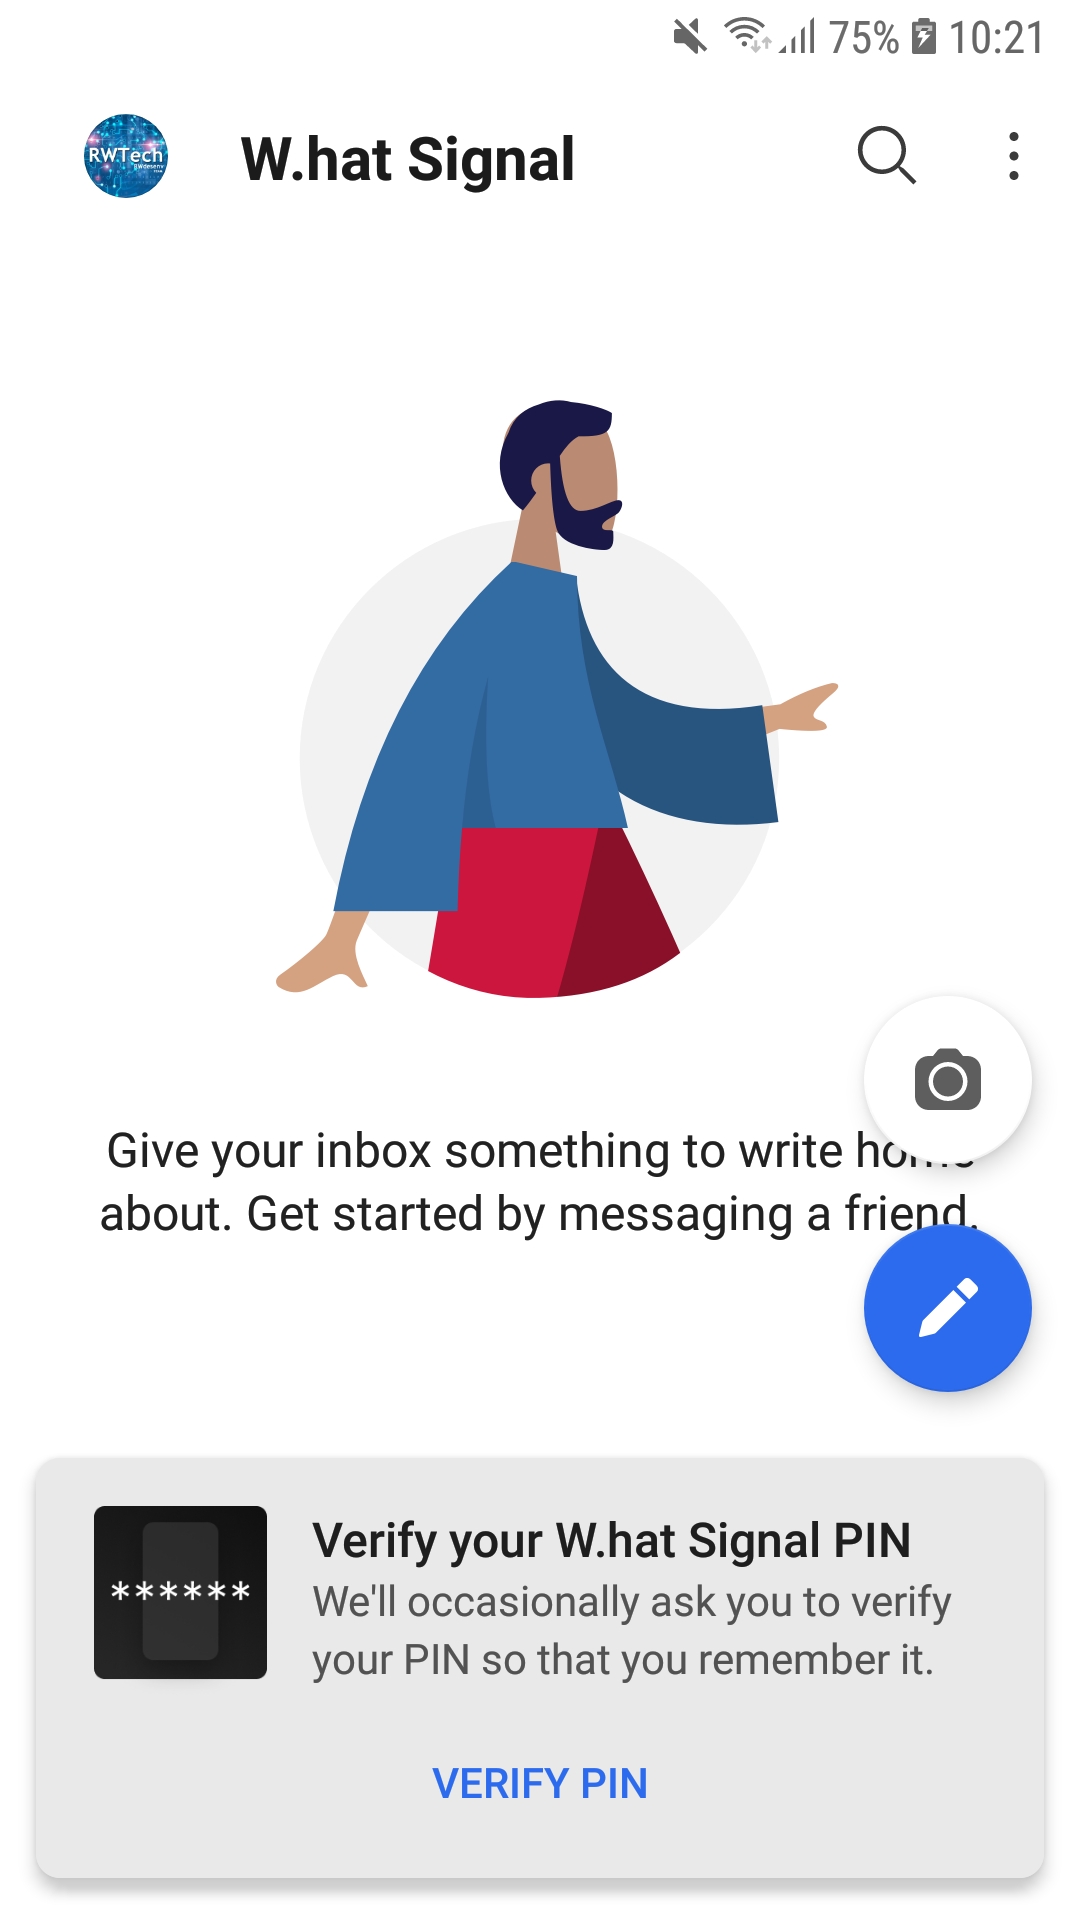 75% 10:21
RWTech
W.hat Signal
Give your inbox something to write home
about. Get started by messaging a friend.
Verify your W.hat Signal PIN
******
We'll occasionally ask you to verify
your PIN so that you remember it.
VERIFY PIN